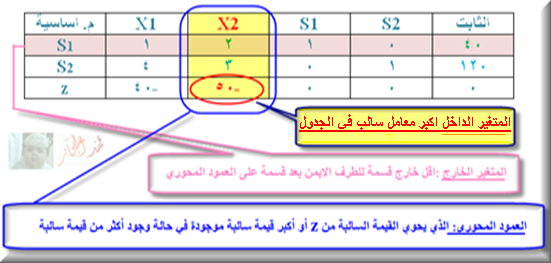 م. اساسية X1 X2 S1 S2 الثابت
S1 ١ ٢ ١ ٠ ٤٠
S2 ٤ ٣ ٠ ١ ١٢٠
z -٤٠ -٥٠ ٠ ٠ ٠
المتغير الداخل اكبر معامل سالب في الجدول
المتغير الخارج :اقل خارج قسمة للطرف الايمن بعد قسمة على العمود المحوري
العمود المحوري: الذي يحوي القيمة السالبة من z أو أكبر قيمة سالبة موجودة في حالة وجود أكثر من قيمة سالبة